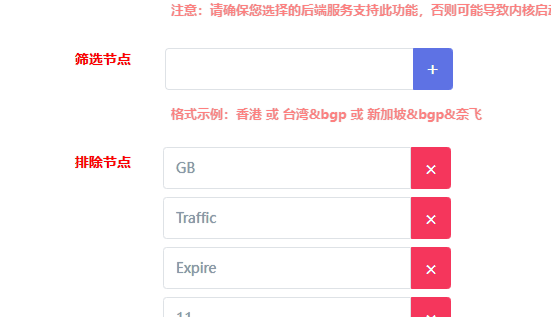 注意：请确保您选择的后端服务支持此功能，否则可能导致内核启
筛选节点
+
格式示例：香港 或 台湾&bgp 或 新加坡&bgp&奈飞
排除节点
GB
×
Traffic
×
Expire
×
11
×